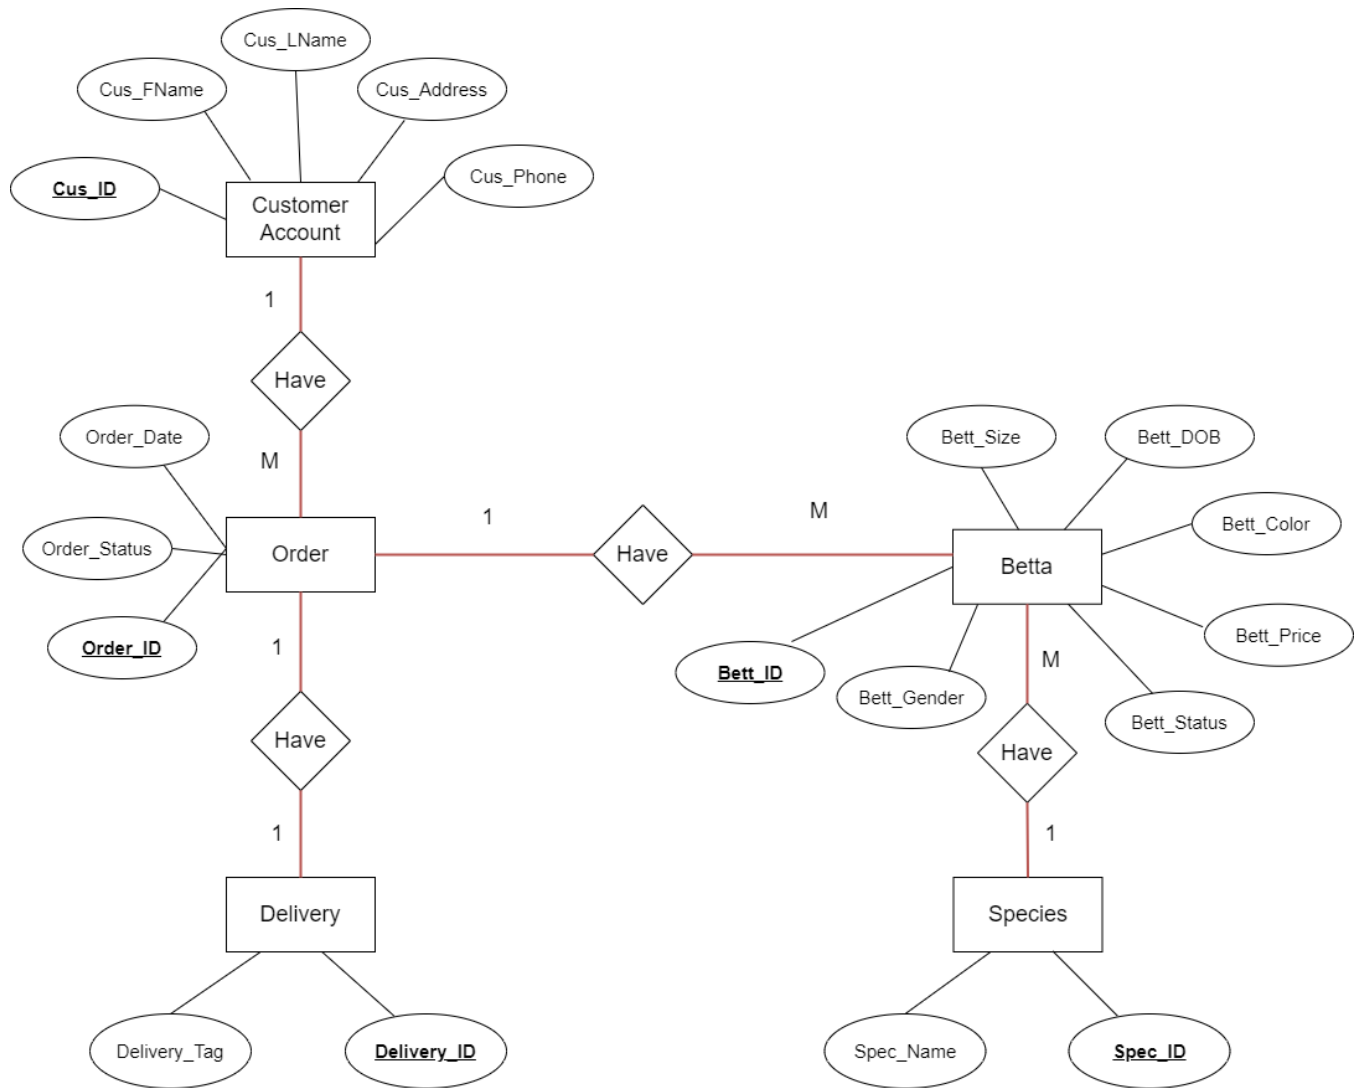 Cus_LName
Cus_FName
Cus_Address
Cus_ID
Cus_Phone
Customer
Account
1
Have
M
Order_Date
Order_Status
Order_ID
Order
1
Have
M
Bett_Size
Bett_DOB
Bett_Color
Betta
Bett_Price
Bett_ID
Bett_Gender
Bett_Status
1
Have
1
M
Have
1
Delivery
Species
Delivery_Tag
Delivery_ID
Spec_Name
Spec_ID